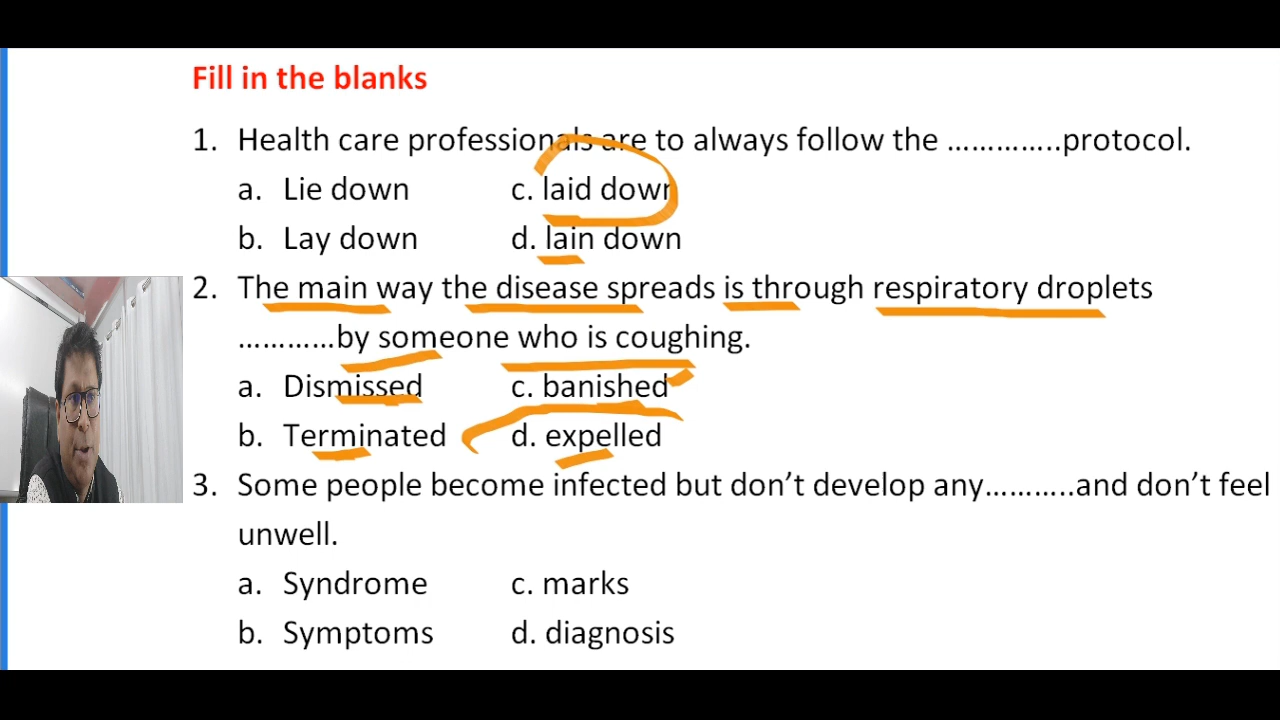 Fill in the blanks
1. Health care professionals are to always follow the …………..protocol.
a. Lie down c. laid down
b. Lay down d. lain down
2. The main way the disease spreads is through respiratory droplets
…………by someone who is coughing.
a. Dismissed c. banished
b. Terminated d. expelled
3. Some people become infected but don’t develop any………..and don’t feel
unwell.
a. Syndrome c. marks
b. Symptoms d. diagnosis